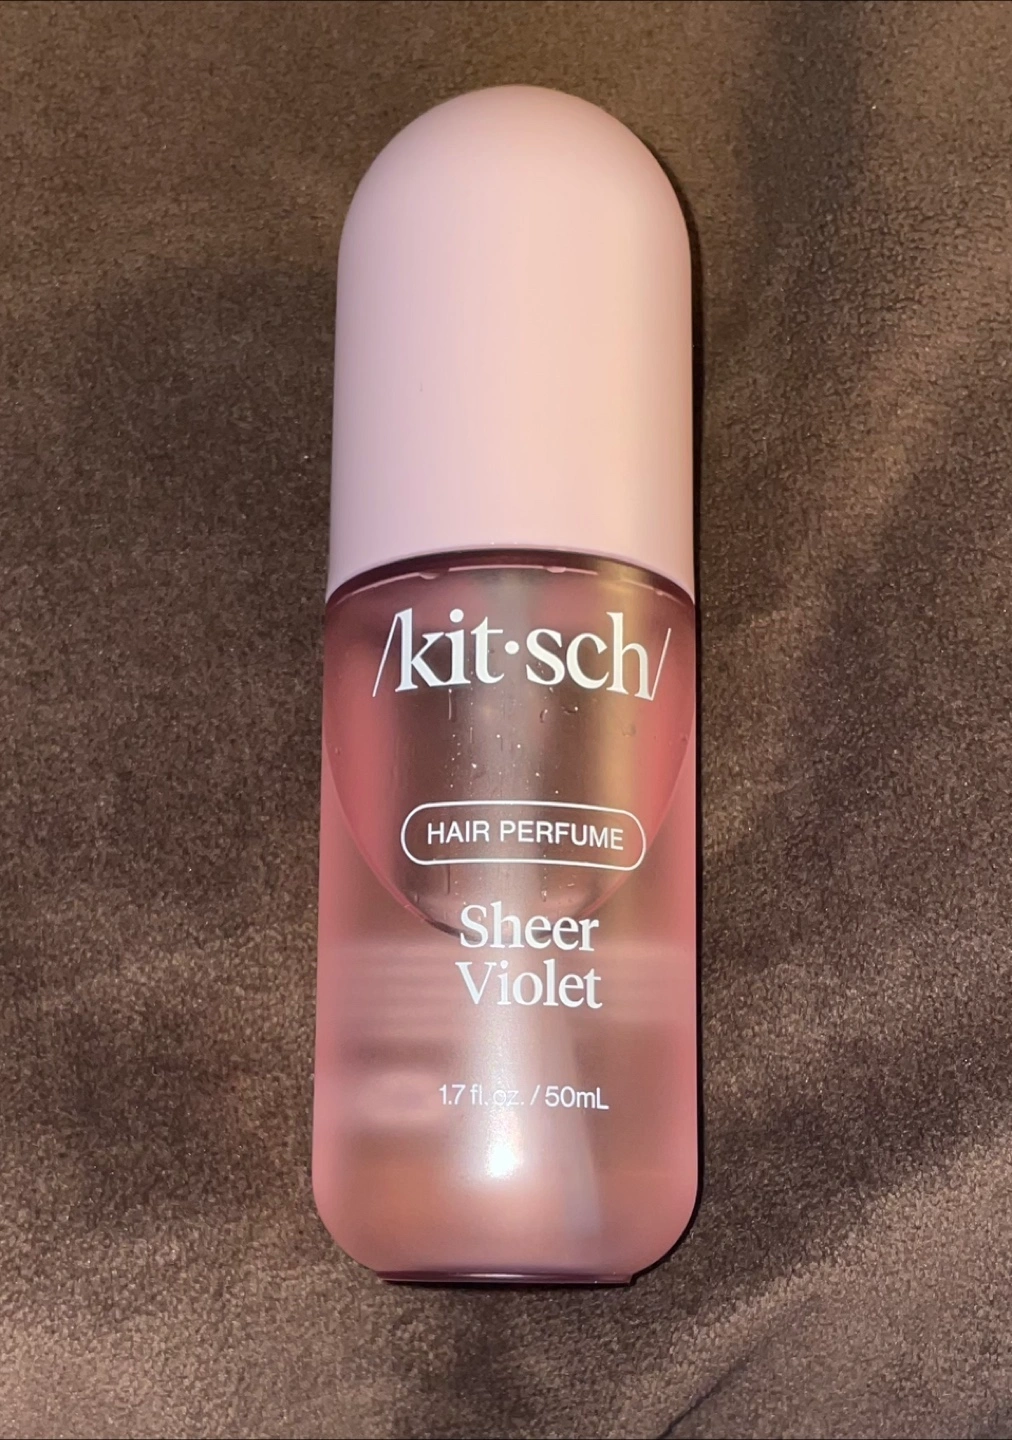 /kit·sch/
HAIR PERFUME
Sheer
Violet
1.7 fl. oz. / 50mL